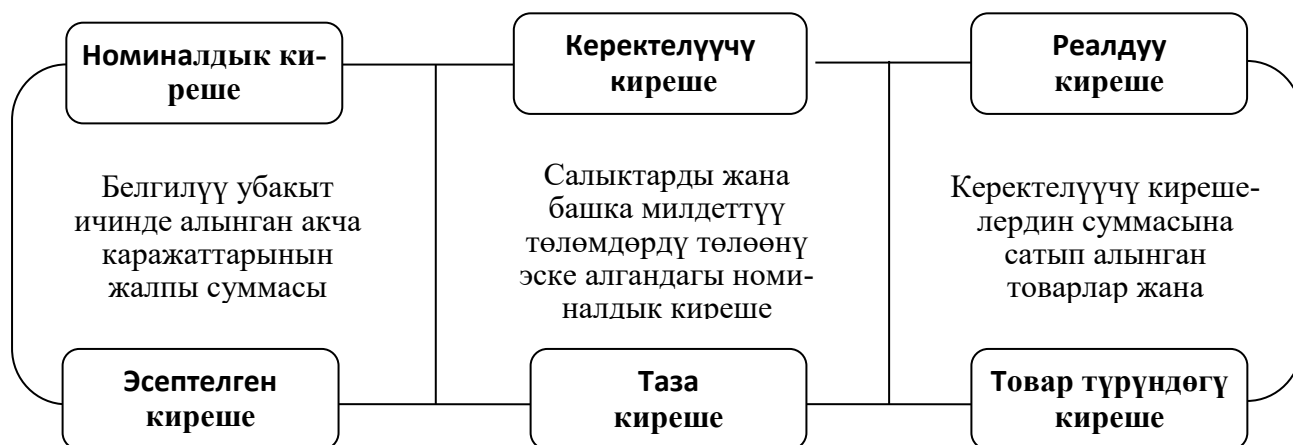 Номиналдык ки-
реше
Керектелүүчү
киреше
Реалдуу
киреше
Белгилүү убакыт
ичинде алынган акча
каражаттарынын
жалпы суммасы
Салыктарды жана
башка милдеттүү
төлөмдөрдү төлөөнү
эске алгандагы номи-
налдык киреше
Керектелүүчү киреше-
лердин суммасына
сатып алынган
товарлар жана
Эсептелген
киреше
Таза
киреше
Товар түрүндөгү
киреше